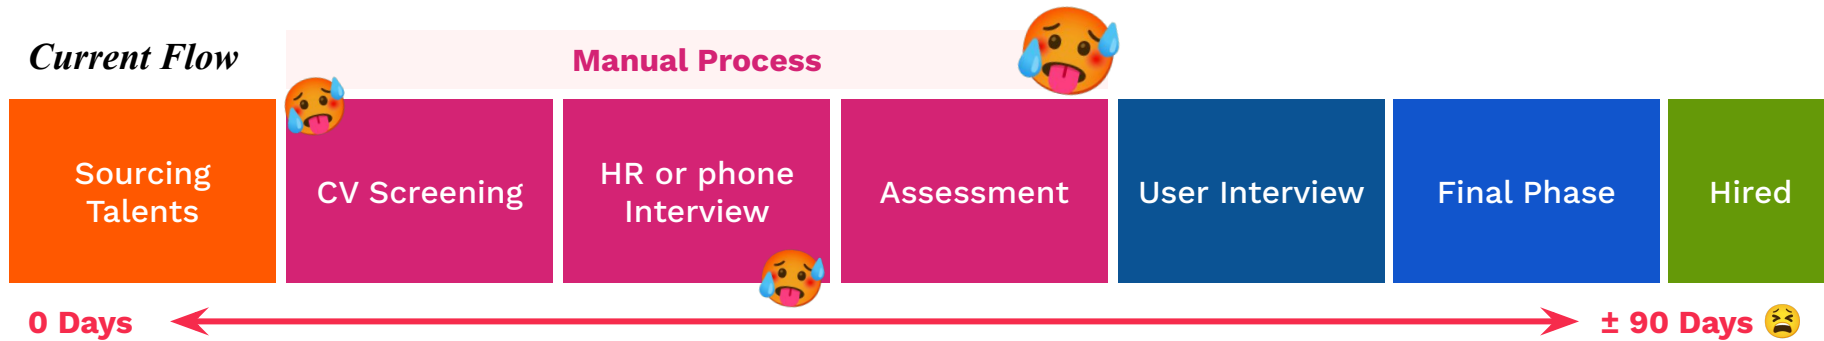 Current Flow
Manual Process
Sourcing
Talents
CV Screening
HR or phone
Interview
Assessment
User Interview
Final Phase
Hired
0 Days
± 90 Days 😫